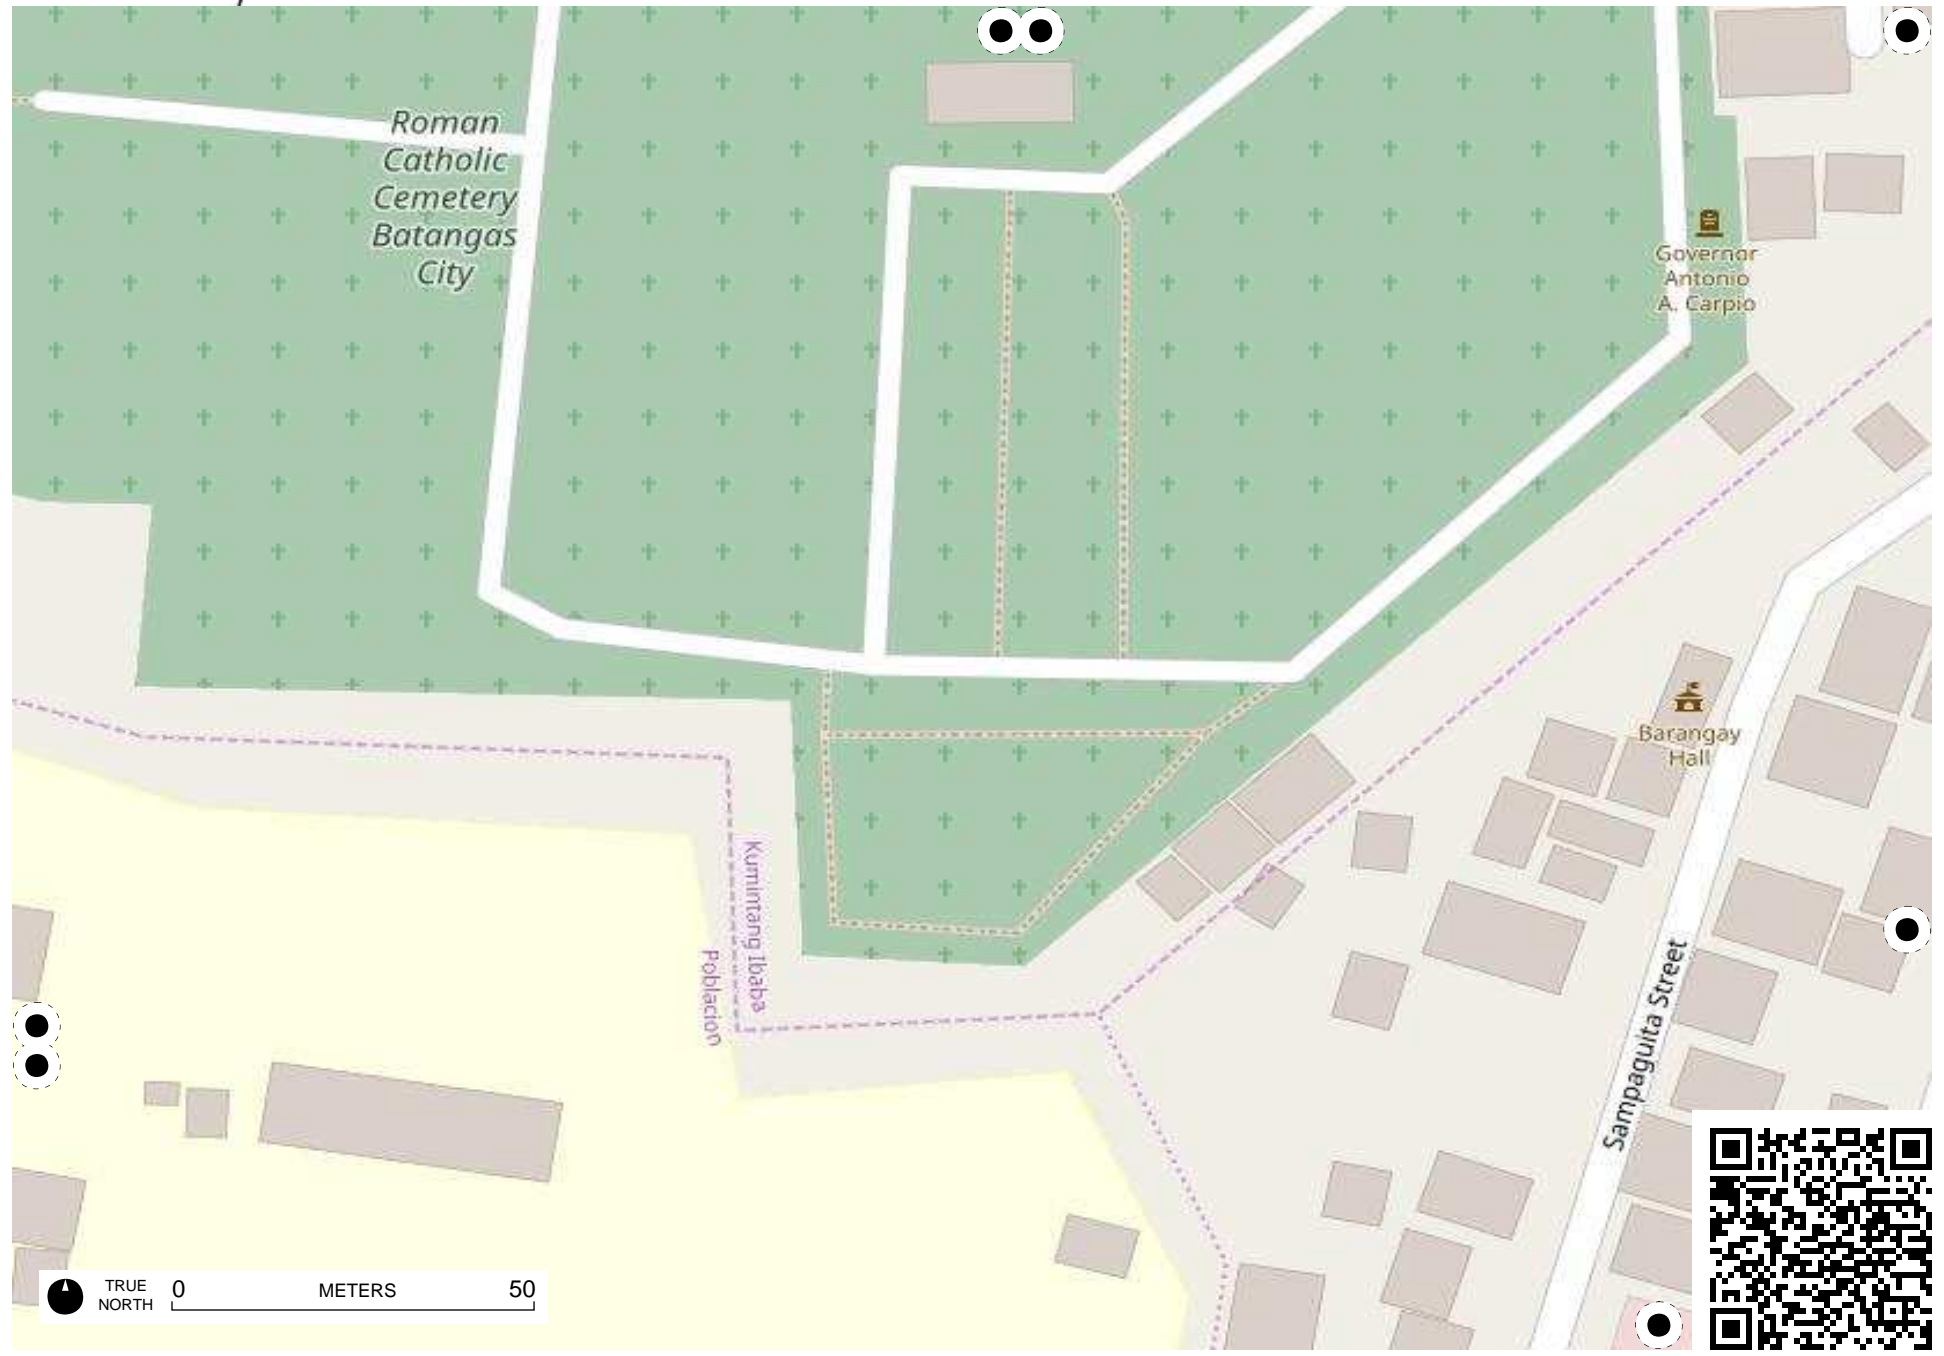 Roman
Catholic
Cemetery
Batangas
City
Governor
Antonio
A. Carpio
Barangay
Hall
Kumintang Ibaba
Poblacion
Sampaguita Street
TRUE
NORTH
0 METERS 50